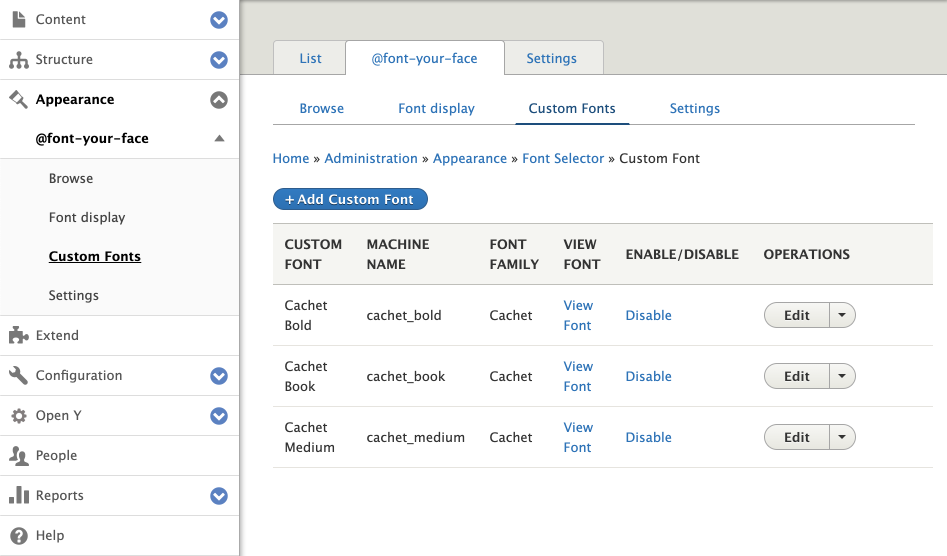 Content
Structure
Appearance
@font-your-face
Browse
Font display
Custom Fonts
Settings
Extend
Configuration
Open Y
People
Reports
Help
List @font-your-face Settings
Browse Font display Custom Fonts Settings
Home » Administration » Appearance » Font Selector » Custom Font
+ Add Custom Font
CUSTOM MACHINE FONT VIEW
FONT NAME FAMILY FONT ENABLE/DISABLE OPERATIONS
Cachet View
Bold cachet_bold Cachet Font Disable Edit
Cachet View
Book cachet_book Cachet Font Disable Edit
Cachet View
Medium cachet_medium Cachet Font Disable Edit